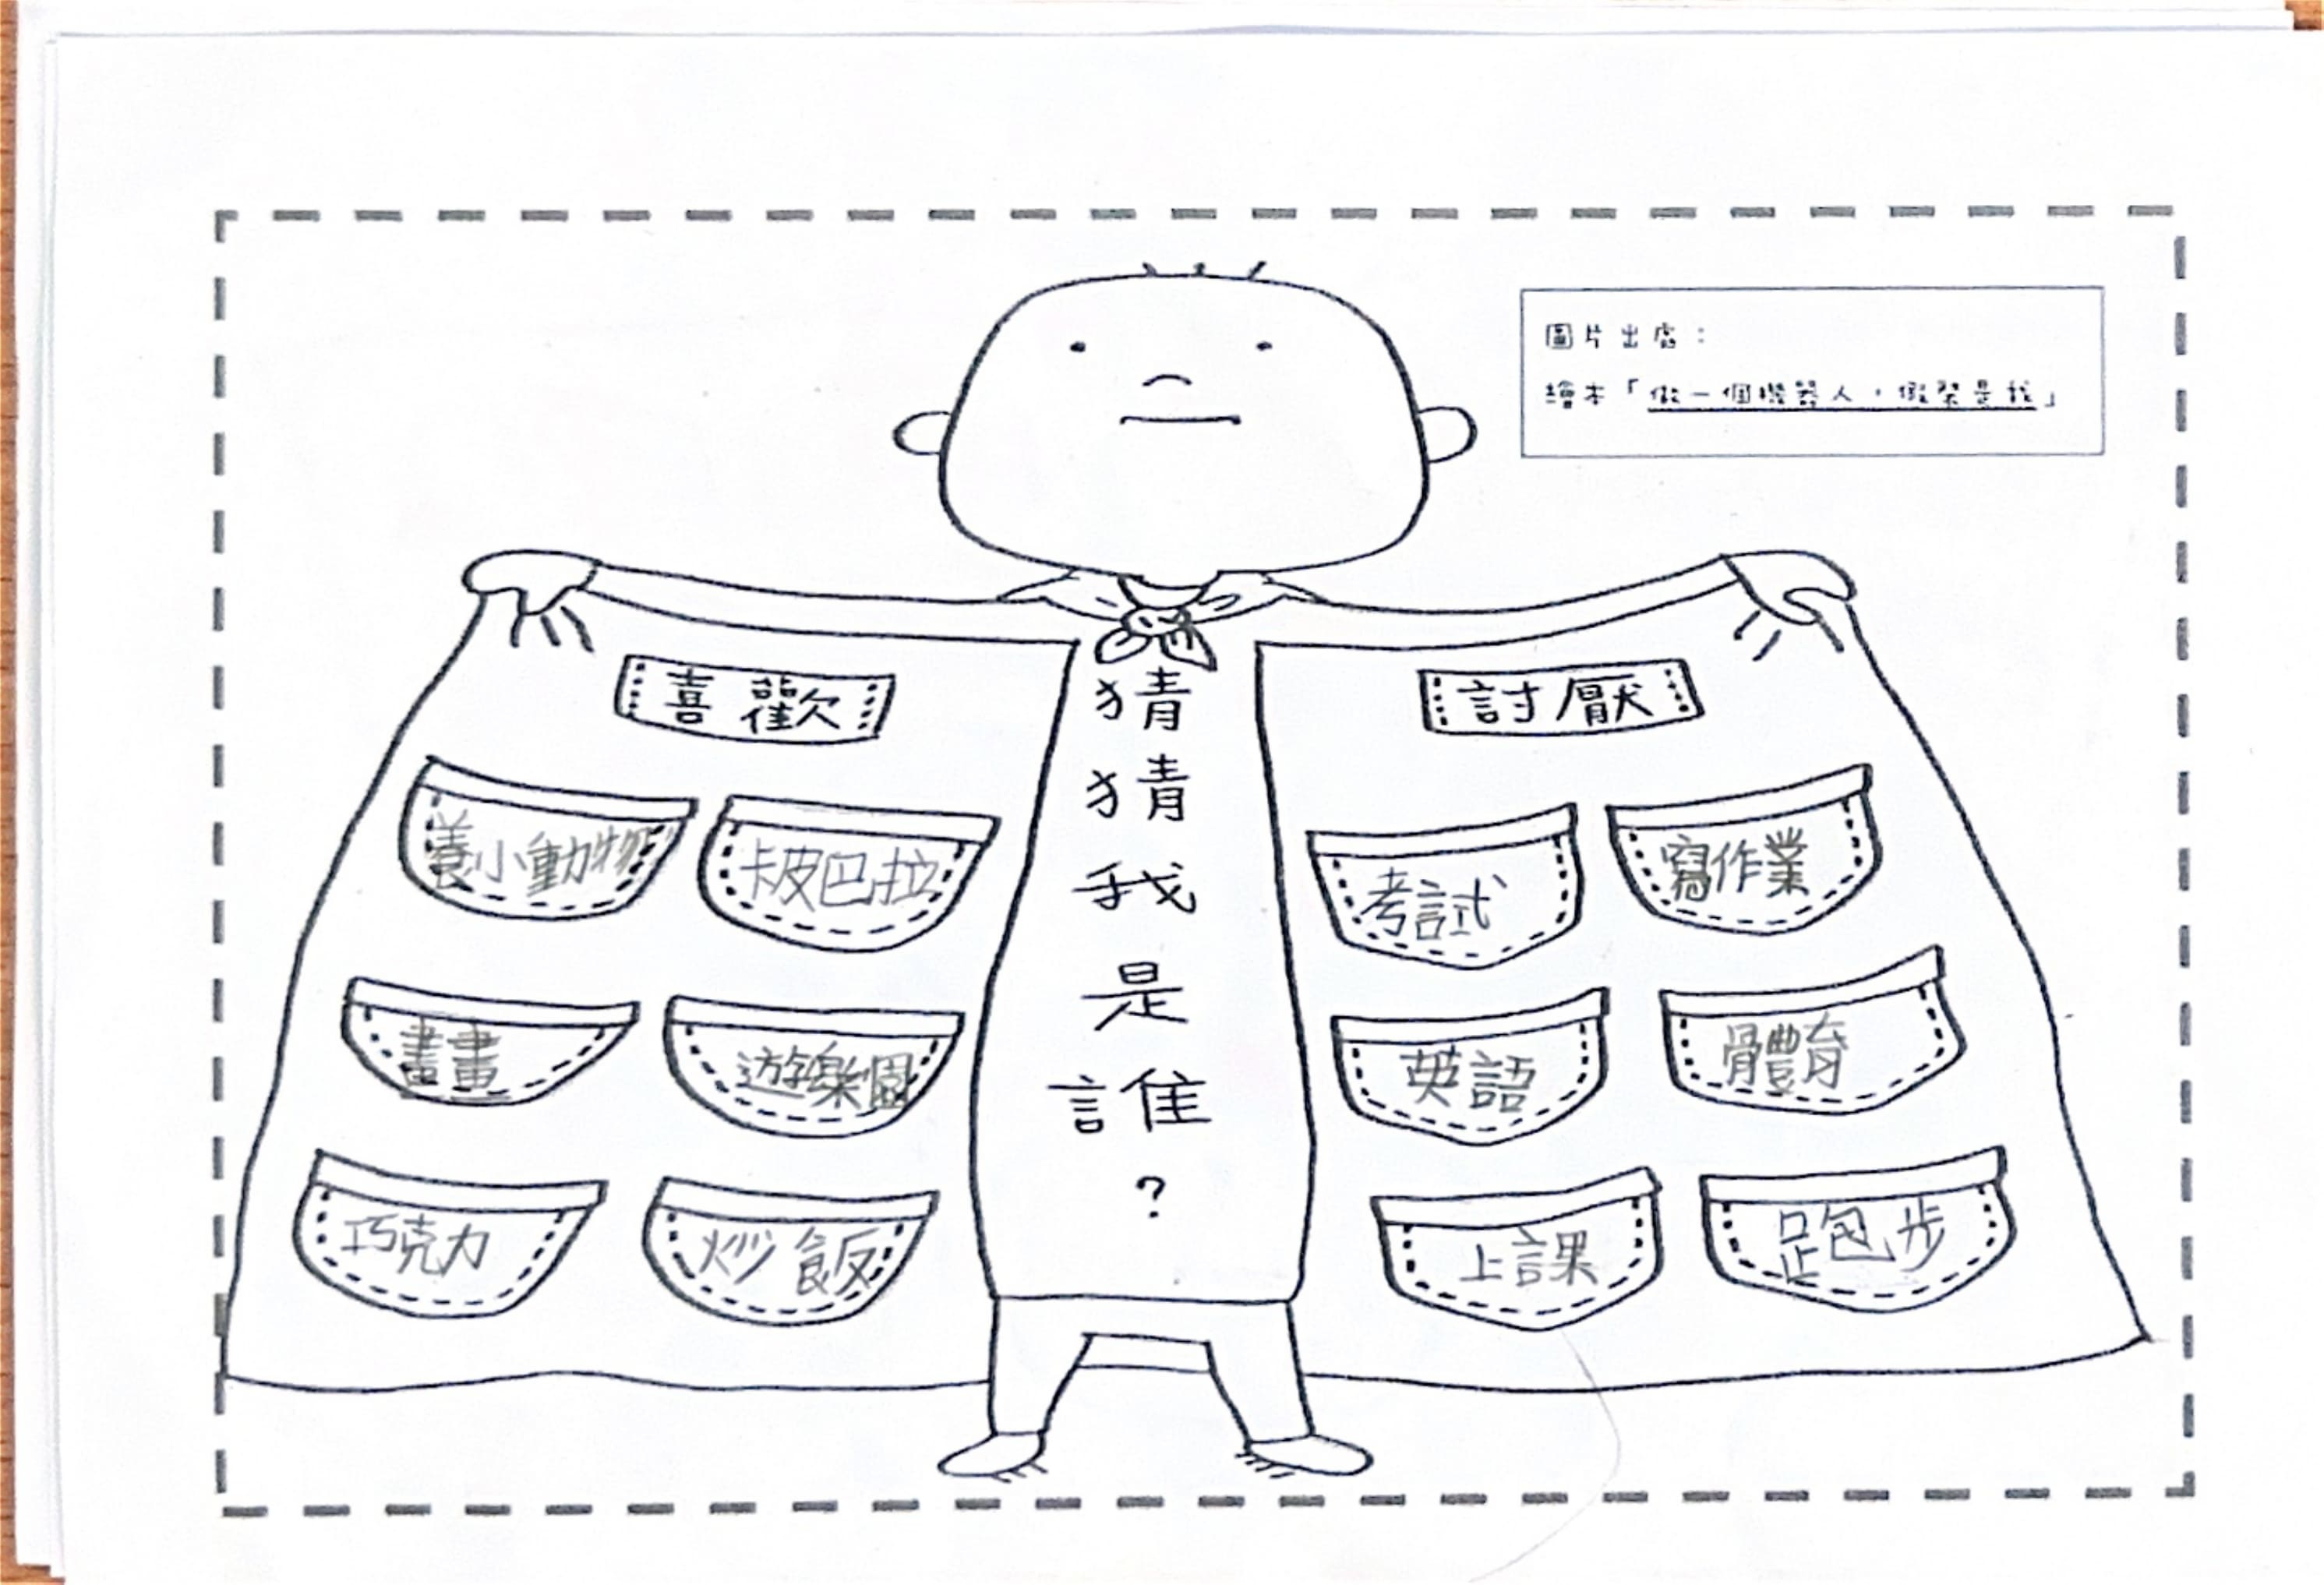 圖片出處：
繪本「做一個機器人，假裝是我」
喜歡
討厭
猜
猜
我
是
誰
？
養小動物
卡皮巴拉
畫畫
遊樂園
巧克力
炒飯
考試
寫作業
英語
體育
上課
跑步